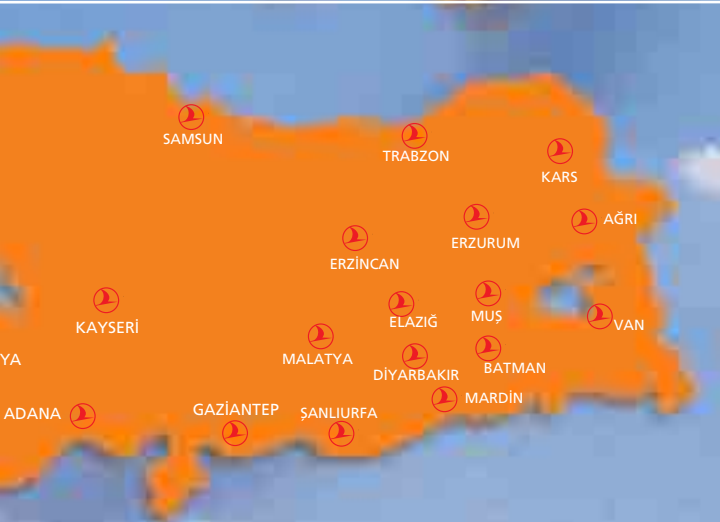 SAMSUN
TRABZON
KARS
AĞRI
ERZURUM
ERZİNCAN
ELAZIĞ
MUŞ
VAN
KAYSERİ
MALATYA
DİYARBAKIR
BATMAN
YA
MARDİN
ADANA
GAZİANTEP
ŞANLIURFA